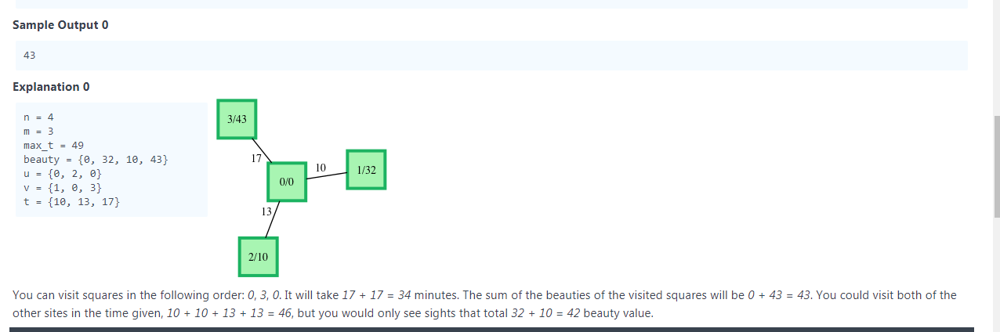 Sample Output 0
43
Explanation 0
n = 4
m = 3
max_t = 49
beauty = {0, 32, 10, 43}
u = {0, 2, 0}
v = {1, 0, 3}
t = {10, 13, 17}
3/43
17
10
1/32
0/0
13
2/10
You can visit squares in the following order: 0, 3, 0. It will take 17 + 17 = 34 minutes. The sum of the beauties of the visited squares will be 0 + 43 = 43. You could visit both of the
other sites in the time given, 10 + 10 + 13 + 13 = 46, but you would only see sights that total 32 + 10 = 42 beauty value.